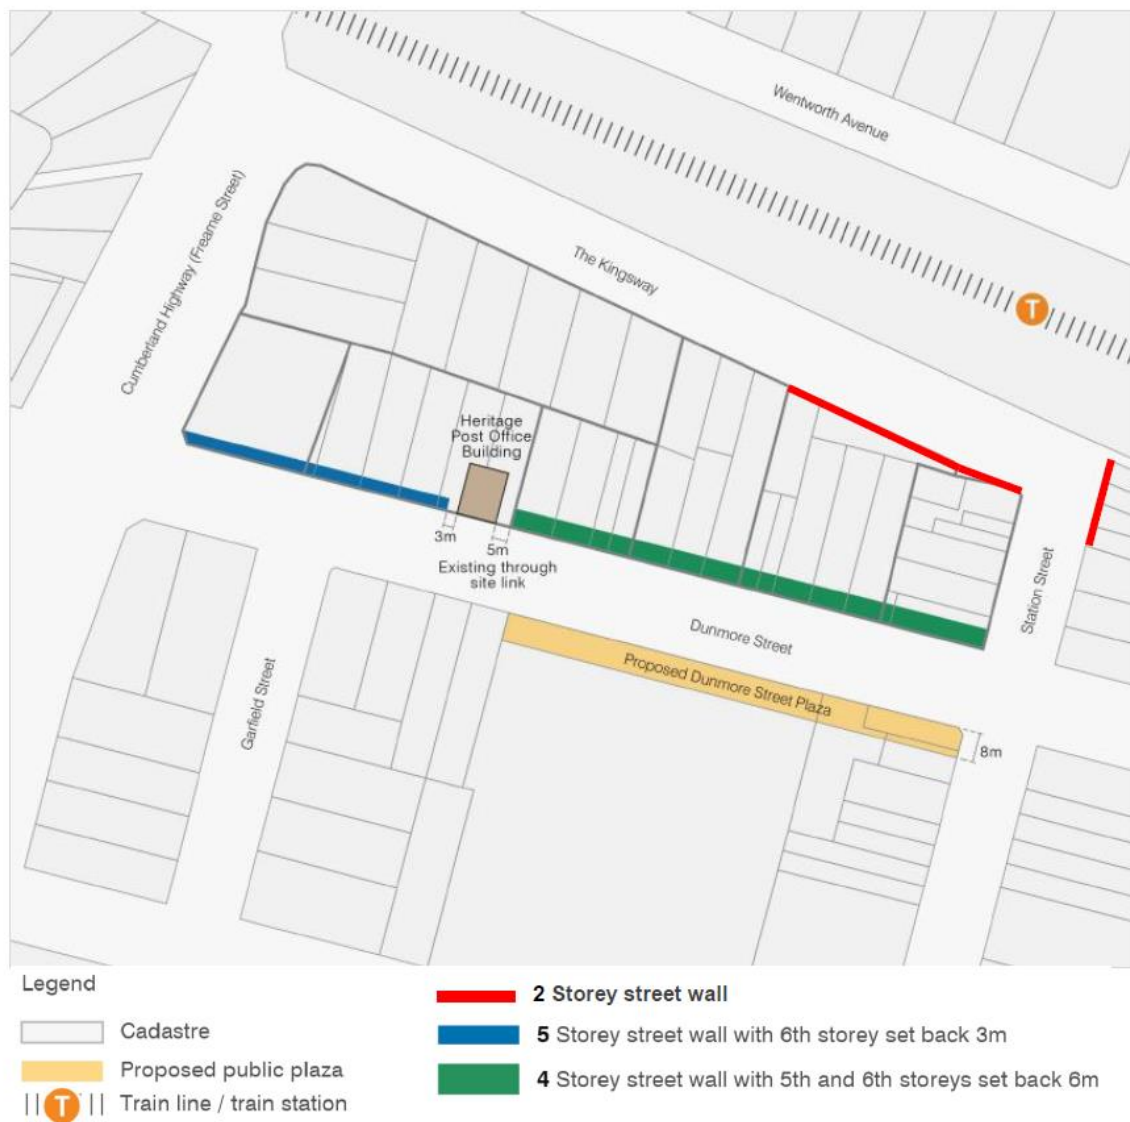 Wentworth Avenue
Cumberland Highway (Freame Street)
The Kingsway
T
Heritage
Post Office
Building
3m
5m
Existing through
site link
Station Street
Dunmore Street
Proposed Dunmore Street Plaza
8m
Garfield Street
Legend
Cadastre
Proposed public plaza
T
Train line / train station
2 Storey street wall
5 Storey street wall with 6th storey set back 3m
4 Storey street wall with 5th and 6th storeys set back 6m